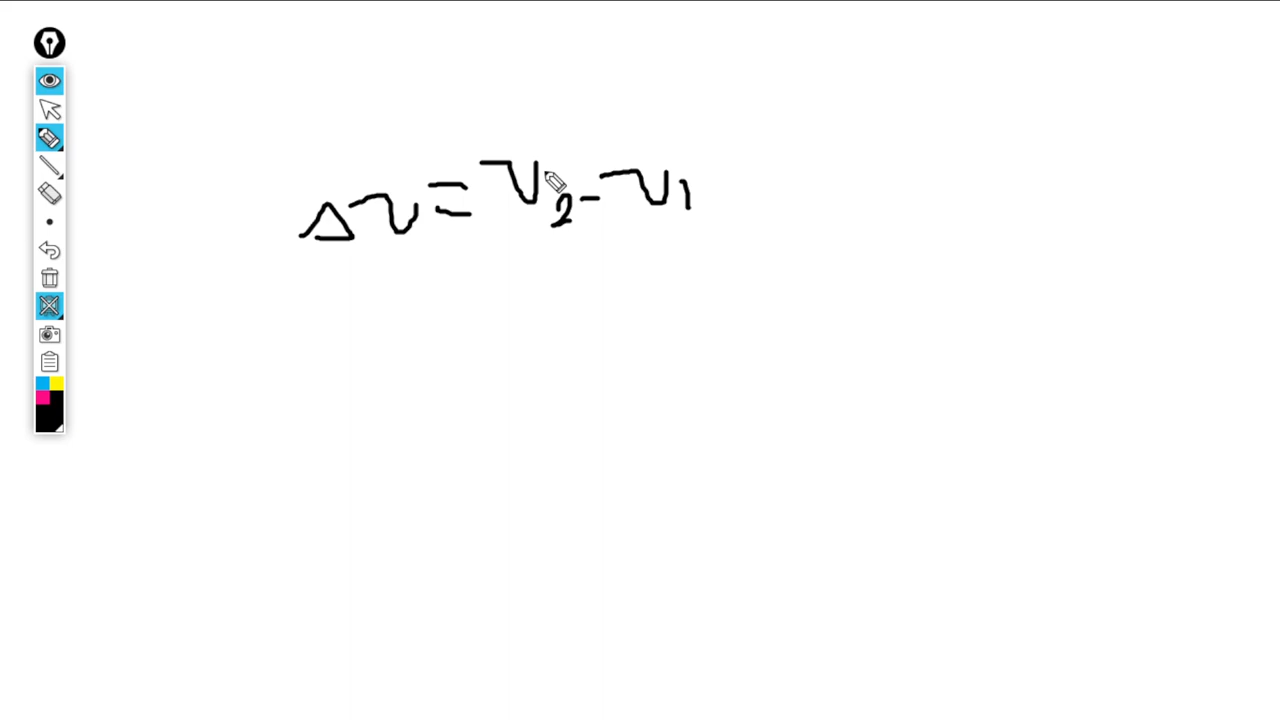 Δv = v₂ - v₁